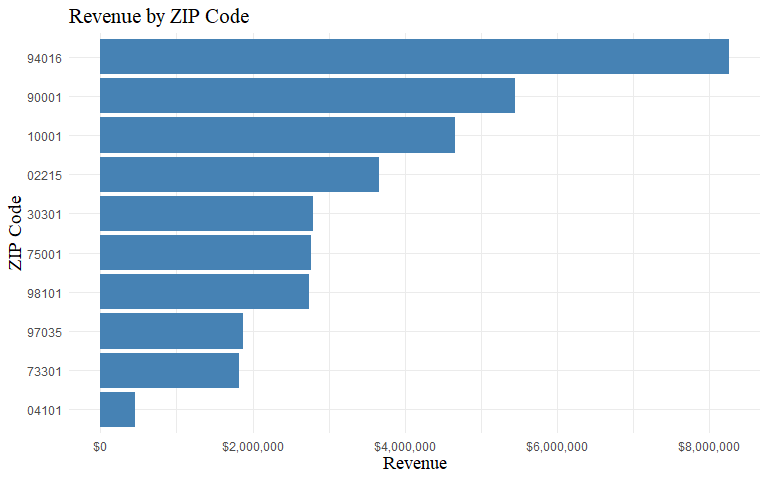 Revenue by ZIP Code
94016
90001
10001
02215
30301
75001
98101
97035
73301
04101
ZIP Code
$0 $2,000,000 $4,000,000 $6,000,000 $8,000,000
Revenue